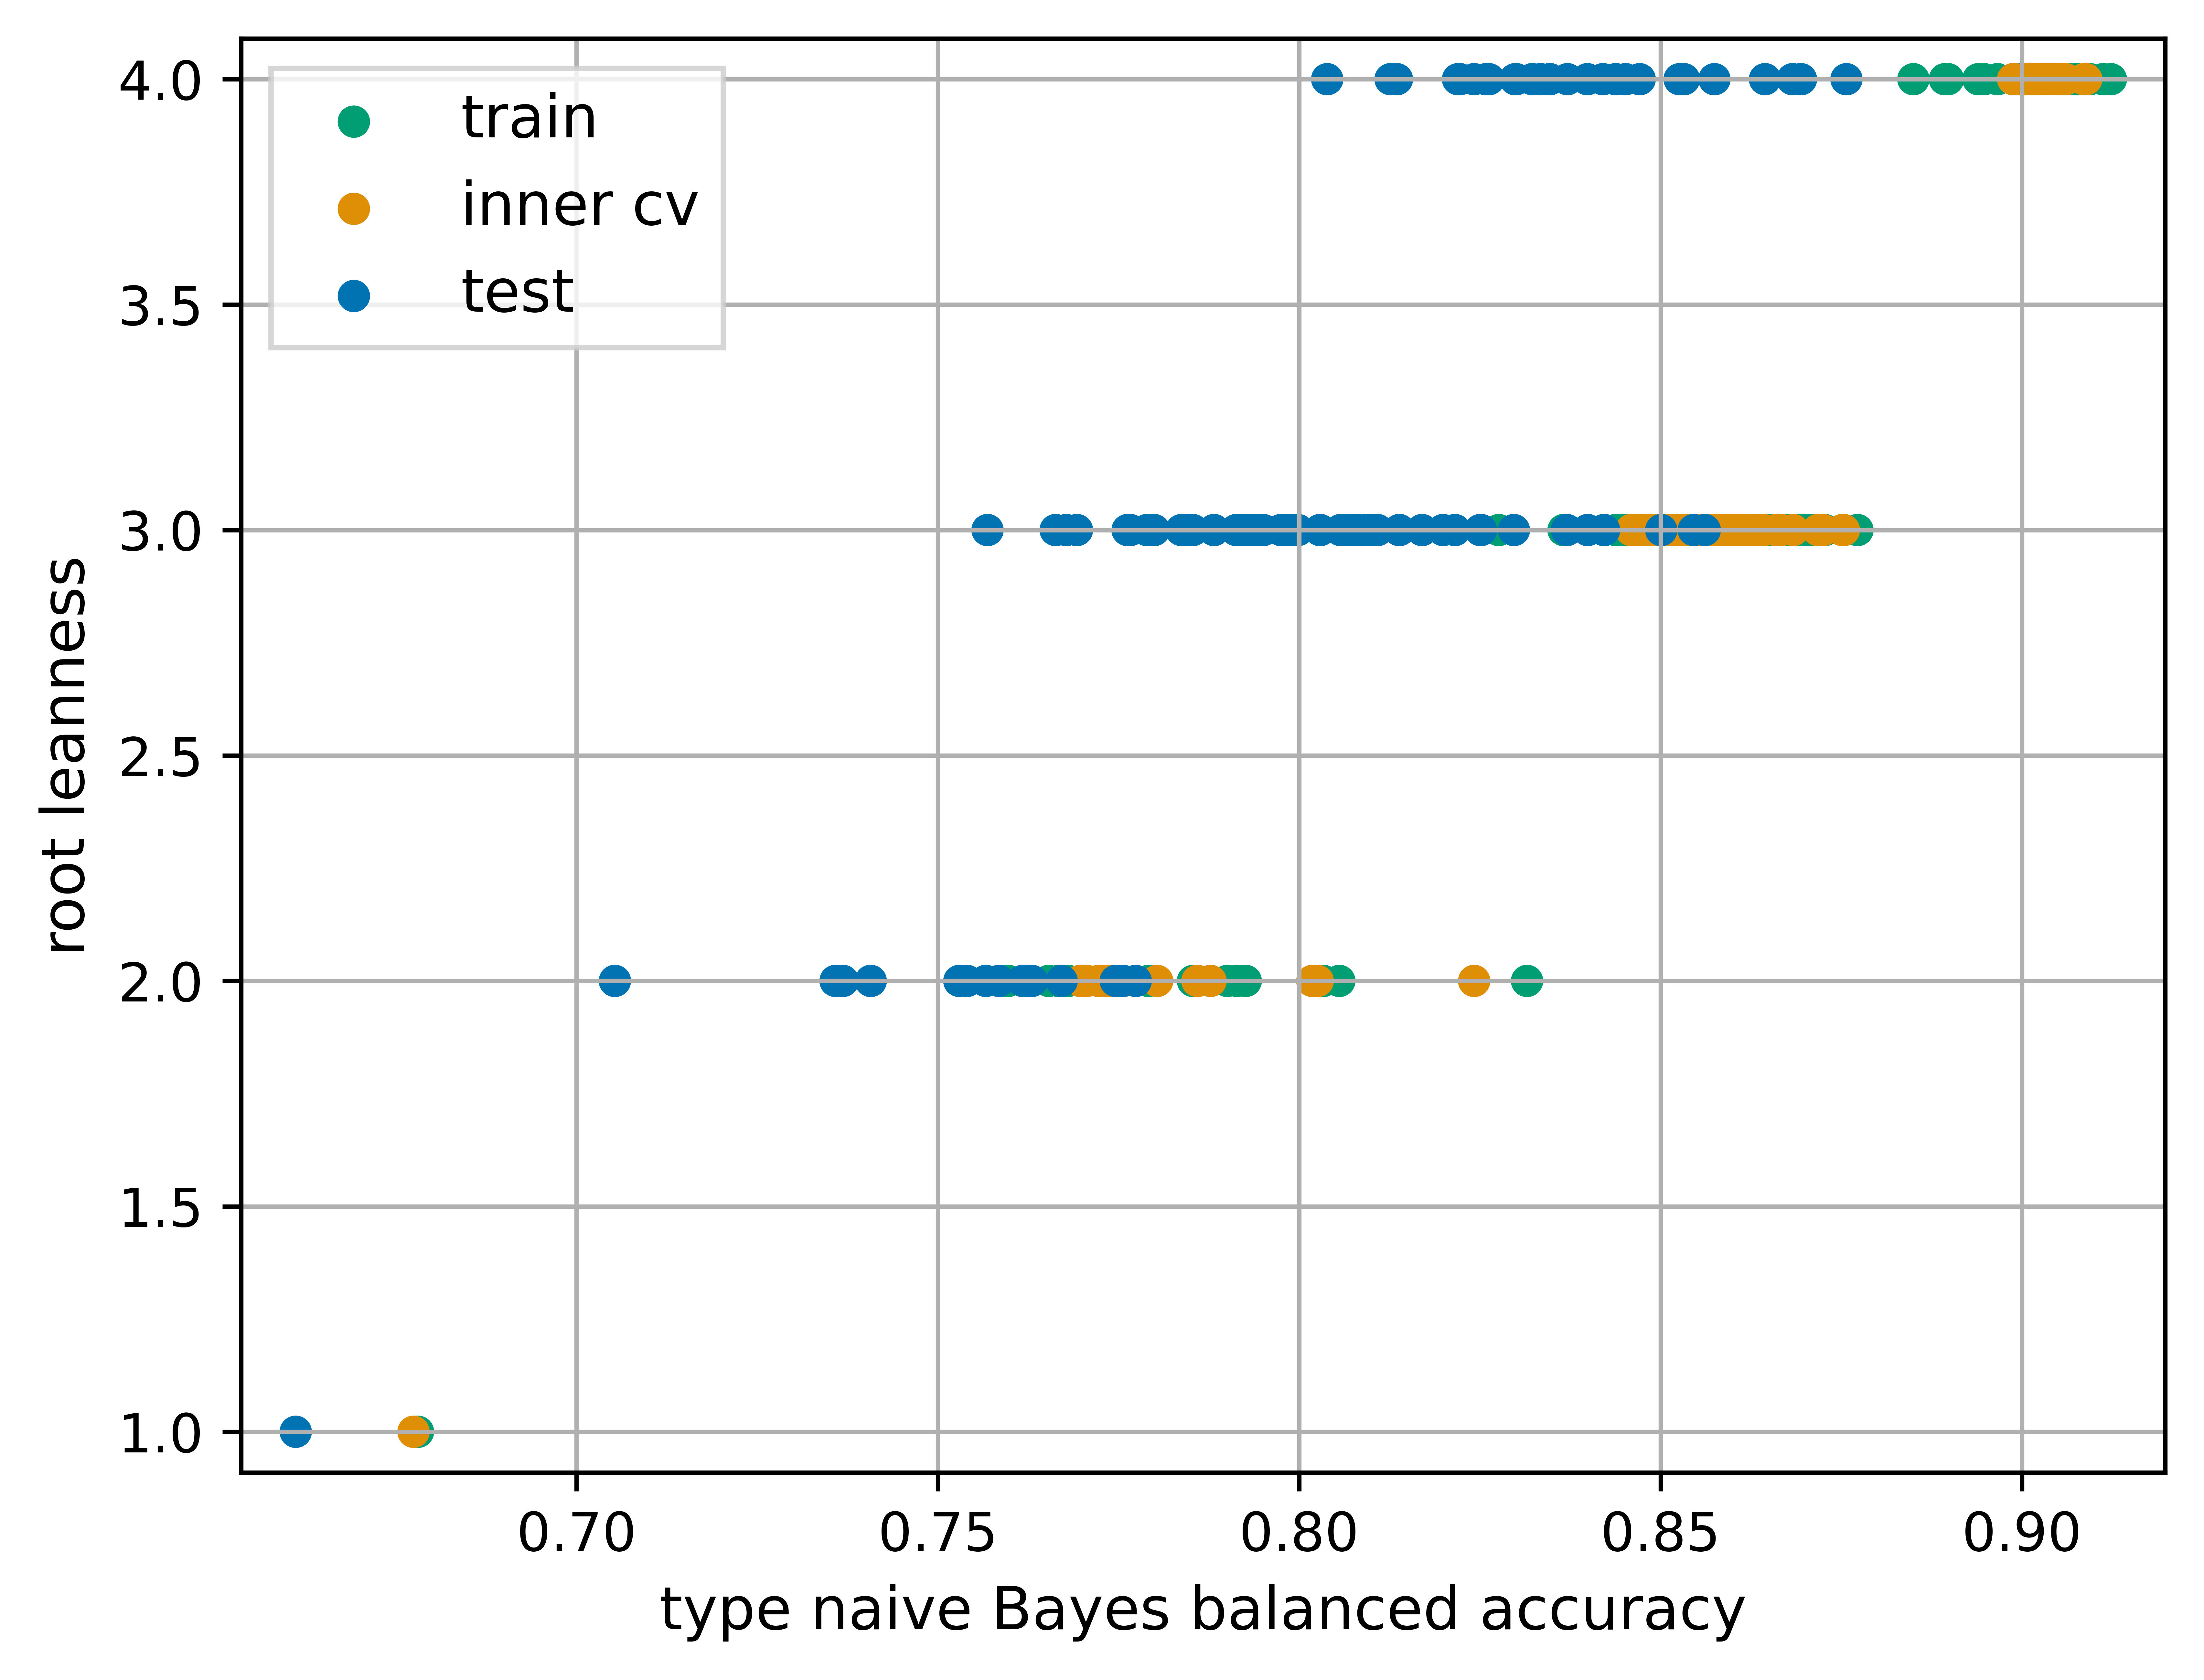 4.0
3.5
3.0
2.5
2.0
1.5
1.0
root leanness
train
inner cv
test
0.70 0.75 0.80 0.85 0.90
type naive Bayes balanced accuracy